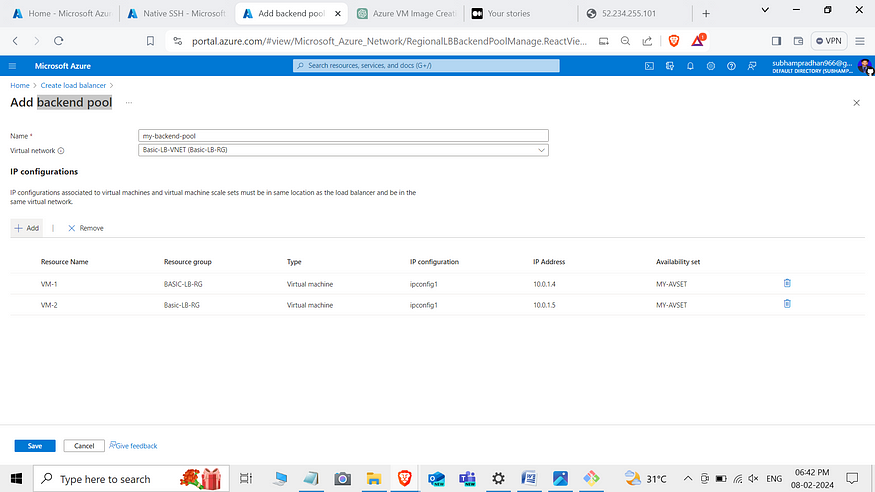 Home - Microsoft Azur
Native SSH - Microsoft
Add backend pool
Azure VM Image Creati
Your stories
52.234.255.101
portal.azure.com/#view/Microsoft_Azure_Network/RegionalLBBackendPoolManage.ReactVie...
1
VPN
Microsoft Azure
Search resources, services, and docs (G+/)
subhampradhan966@g...
DEFAULT DIRECTORY (SUBHAM...
Home > Create load balancer >
Add backend pool ...
Name * my-backend-pool
Virtual network Basic-LB-VNET (Basic-LB-RG)
IP configurations
IP configurations associated to virtual machines and virtual machine scale sets must be in same location as the load balancer and be in the
same virtual network.
+ Add | Remove
Resource Name Resource group Type IP configuration IP Address Availability set
VM-1 BASIC-LB-RG Virtual machine ipconfig1 10.0.1.4 MY-AVSET
VM-2 Basic-LB-RG Virtual machine ipconfig1 10.0.1.5 MY-AVSET
Save Cancel Give feedback
Type here to search
NEW
NEW
31°C
ENG
06:42 PM
08-02-2024